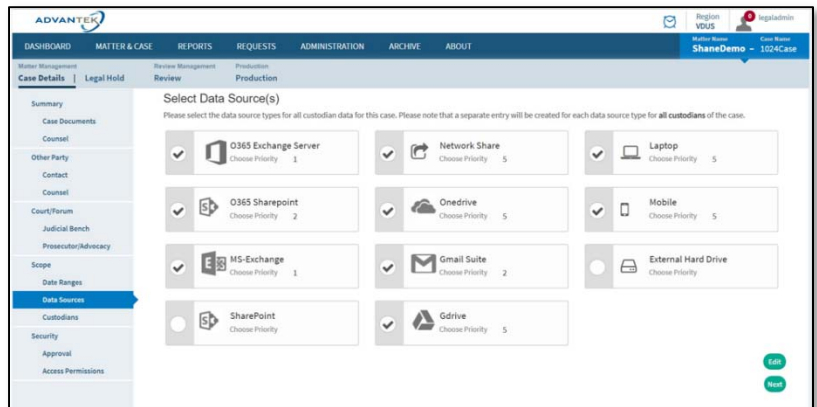 ADVANTEK
Region
VDUS
0
legaladmin
DASHBOARD MATTER & CASE REPORTS REQUESTS ADMINISTRATION ARCHIVE ABOUT
Matter Name Case Name
ShaneDemo - 1024Case
Matter Management Review Management Production
Case Details | Legal Hold Review Production
Summary
Case Documents
Counsel
Other Party
Contact
Counsel
Court/Forum
Judicial Bench
Prosecutor/Advocacy
Scope
Date Ranges
Data Sources
Custodians
Security
Approval
Access Permissions
Select Data Source(s)
Please select the data source types for all custodian data for this case. Please note that a separate entry will be created for each data source type for all custodians of the case.
O365 Exchange Server
Choose Priority 1
Network Share
Choose Priority 5
Laptop
Choose Priority 5
O365 Sharepoint
Choose Priority 2
Onedrive
Choose Priority 5
Mobile
Choose Priority 5
MS-Exchange
Choose Priority 1
Gmail Suite
Choose Priority 2
External Hard Drive
Choose Priority
SharePoint
Choose Priority
Gdrive
Choose Priority 5
Edit
Next